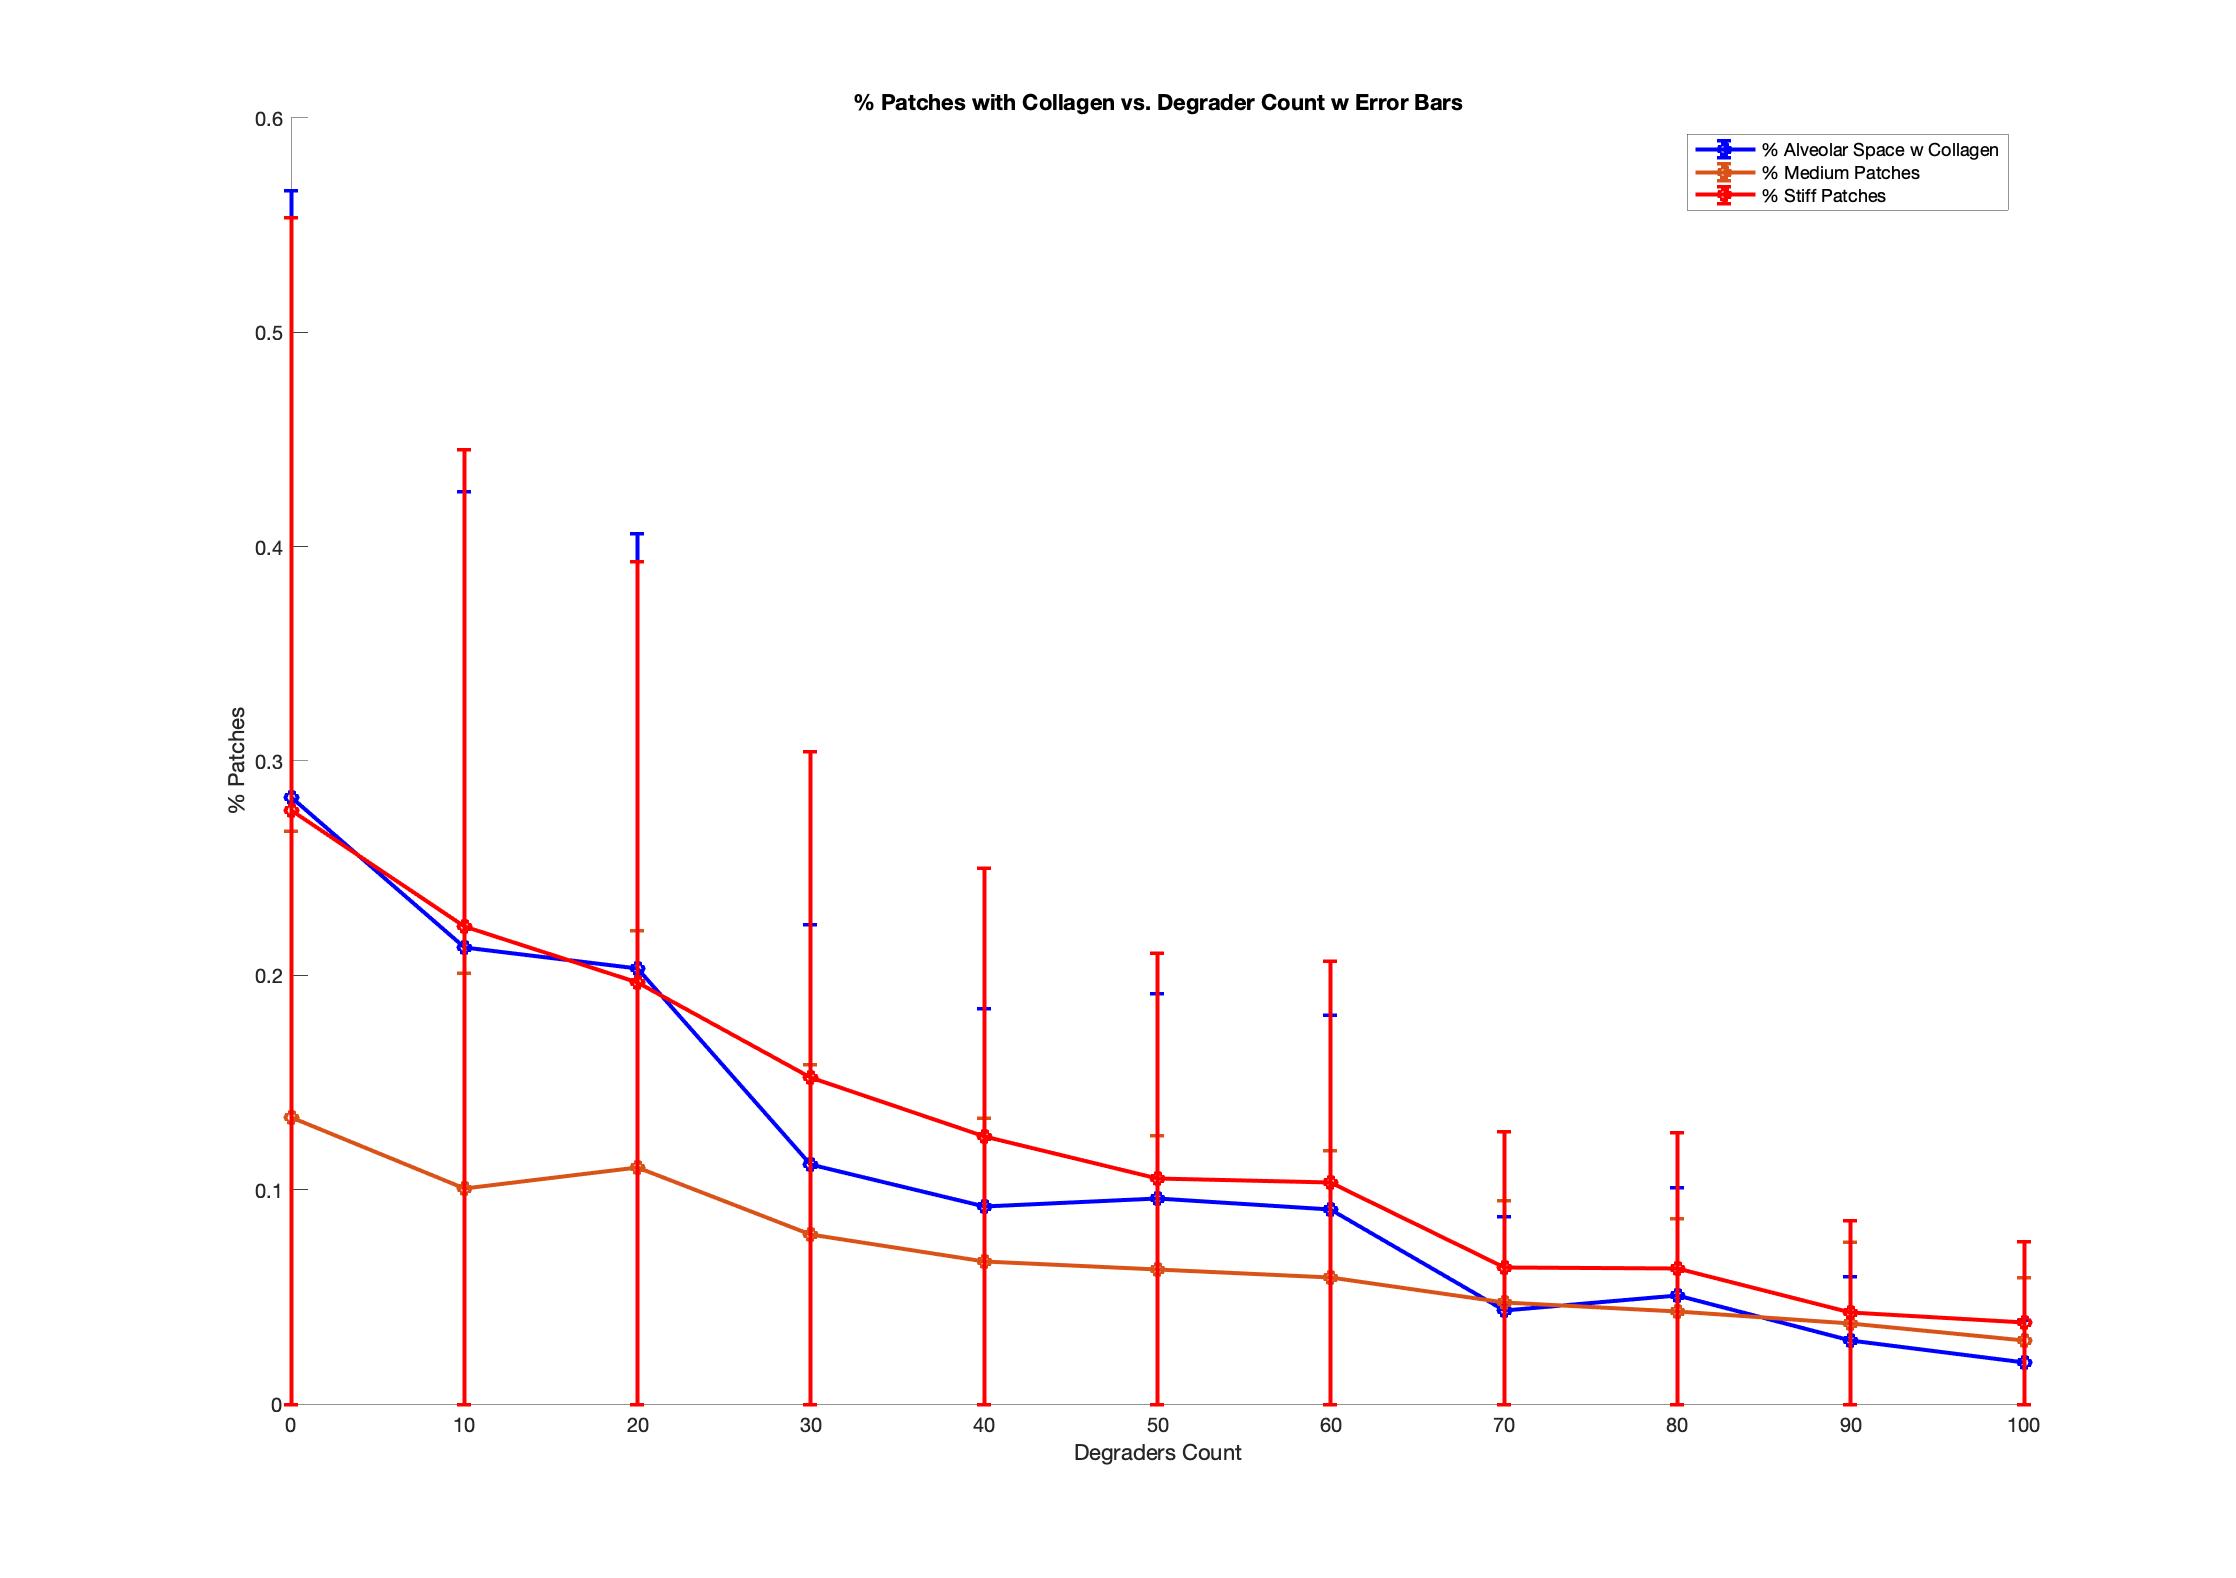 % Patches with Collagen vs. Degrader Count w Error Bars
% Alveolar Space w Collagen
% Medium Patches
% Stiff Patches
% Patches
0.6
0.5
0.4
0.3
0.2
0.1
0
0 10 20 30 40 50 60 70 80 90 100
Degraders Count